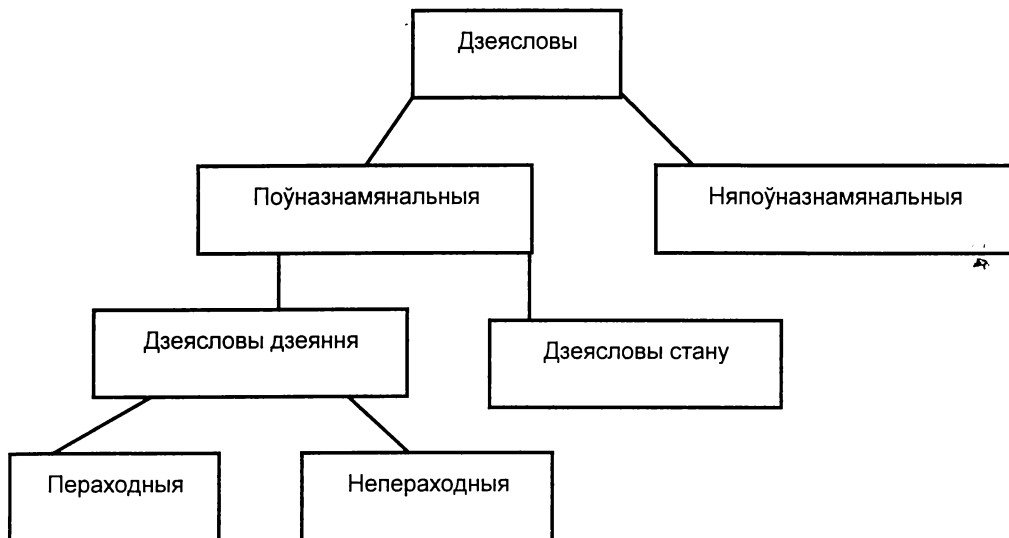 Дзеясловы
Поўназнамянальныя
Няпоўназнамянальныя
Дзеясловы дзеяння
Дзеясловы стану
Пераходныя
Непераходныя